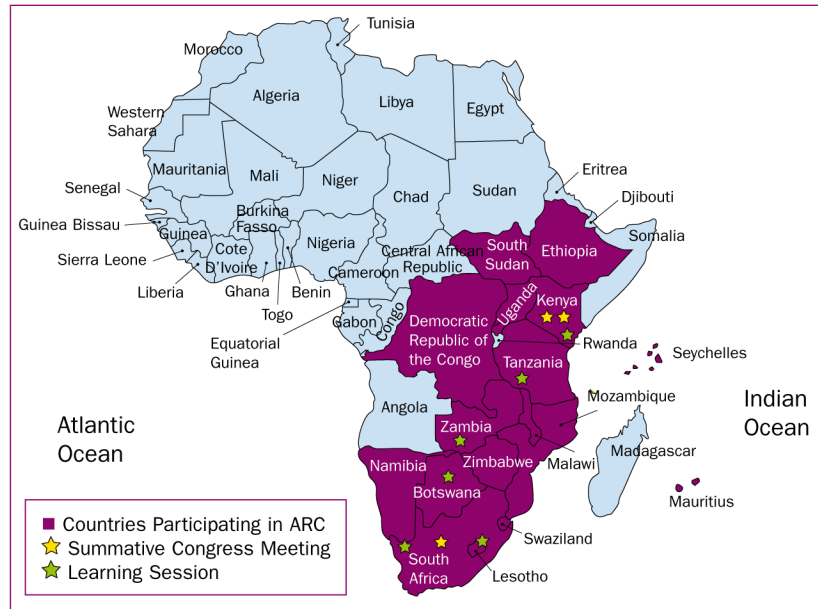 Tunisia
Morocco
Algeria
Libya
Egypt
Western
Sahara
Mauritania
Mali
Niger
Chad
Sudan
Eritrea
Djibouti
Senegal
Guinea Bissau
Guinea
Sierra Leone
Liberia
Cote
D'Ivoire
Burkina
Fasso
Ghana
Togo
Benin
Nigeria
Cameroon
Central African
Republic
South
Sudan
Ethiopia
Somalia
Equatorial
Guinea
Gabon
Congo
Democratic
Republic of
the Congo
Uganda
Kenya
Rwanda
Tanzania
Seychelles
Mozambique
Angola
Zambia
Malawi
Madagascar
Mauritius
Namibia
Zimbabwe
Botswana
Swaziland
South
Africa
Lesotho
Atlantic
Ocean
Indian
Ocean
Countries Participating in ARC
Summative Congress Meeting
Learning Session